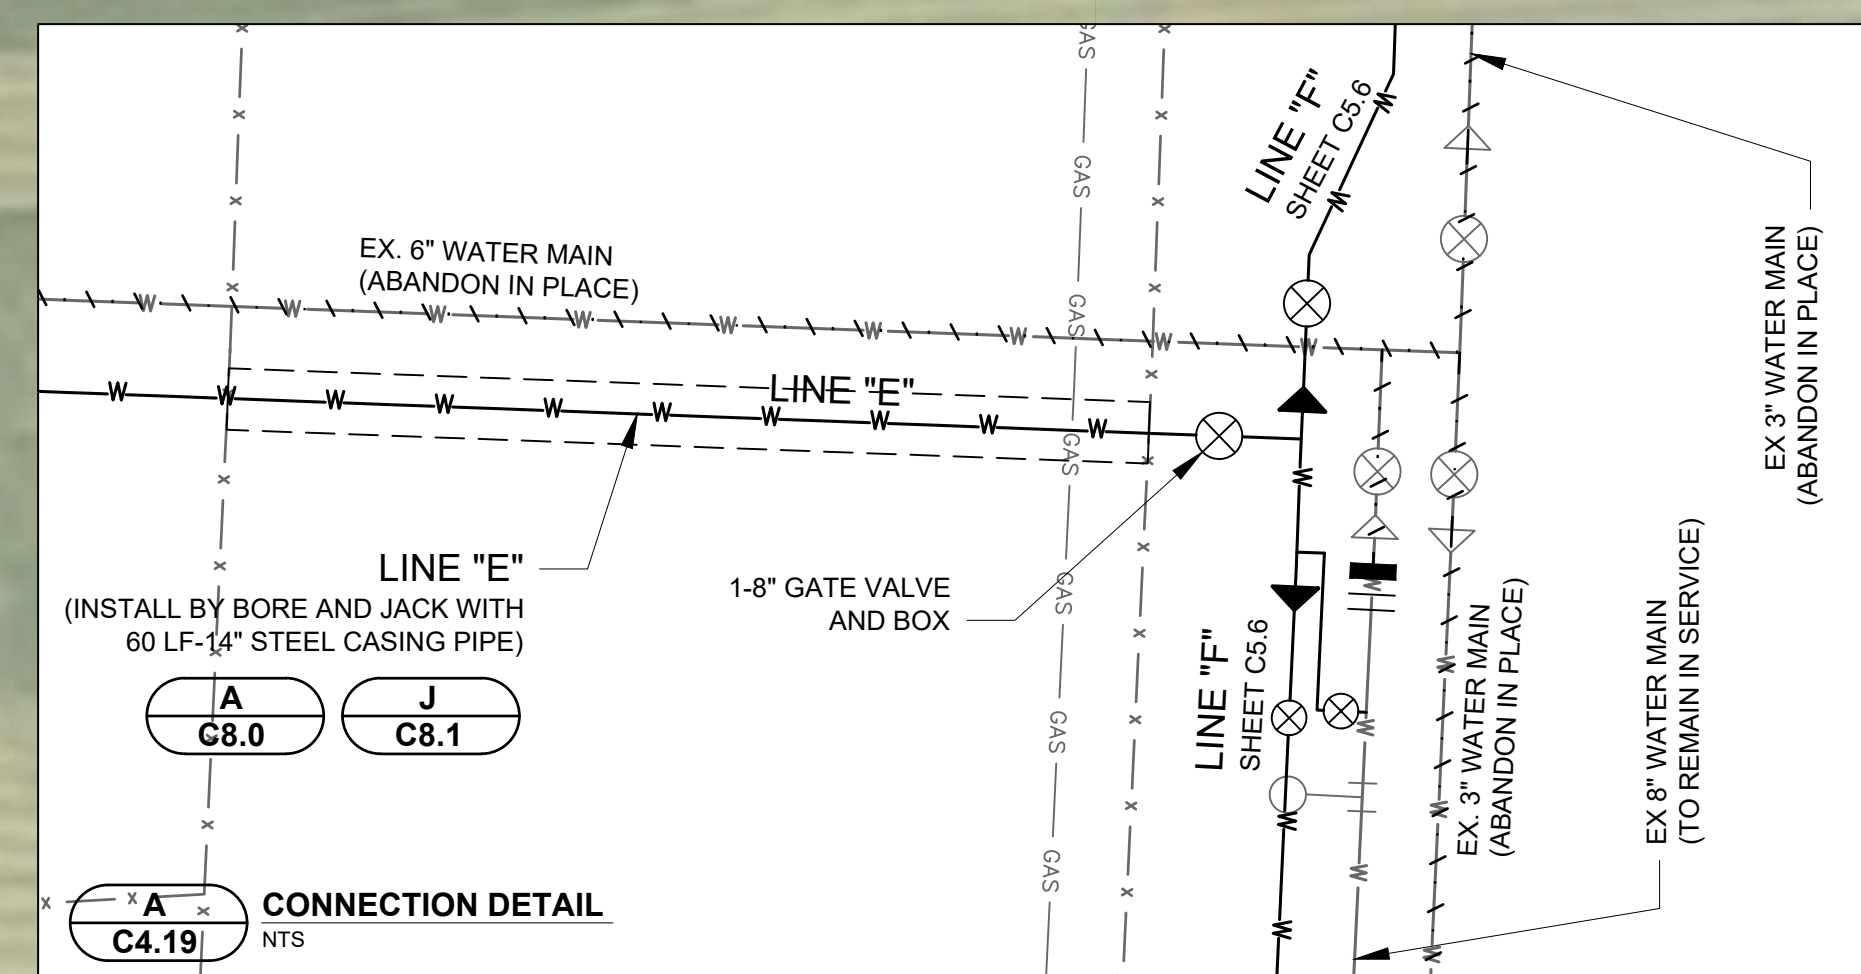 LINE "F"
SHEET C5.6
EX. 6" WATER MAIN
(ABANDON IN PLACE)
EX 3" WATER MAIN
(ABANDON IN PLACE)
LINE "E"
LINE "E"
(INSTALL BY BORE AND JACK WITH
60 LF-14" STEEL CASING PIPE)
1-8" GATE VALVE
AND BOX
A
C8.0
J
C8.1
LINE "F"
SHEET C5.6
EX. 3" WATER MAIN
(ABANDON IN PLACE)
EX 8" WATER MAIN
(TO REMAIN IN SERVICE)
GAS
GAS
GAS
GAS
GAS
GAS
GAS
A
C4.19
CONNECTION DETAIL
NTS